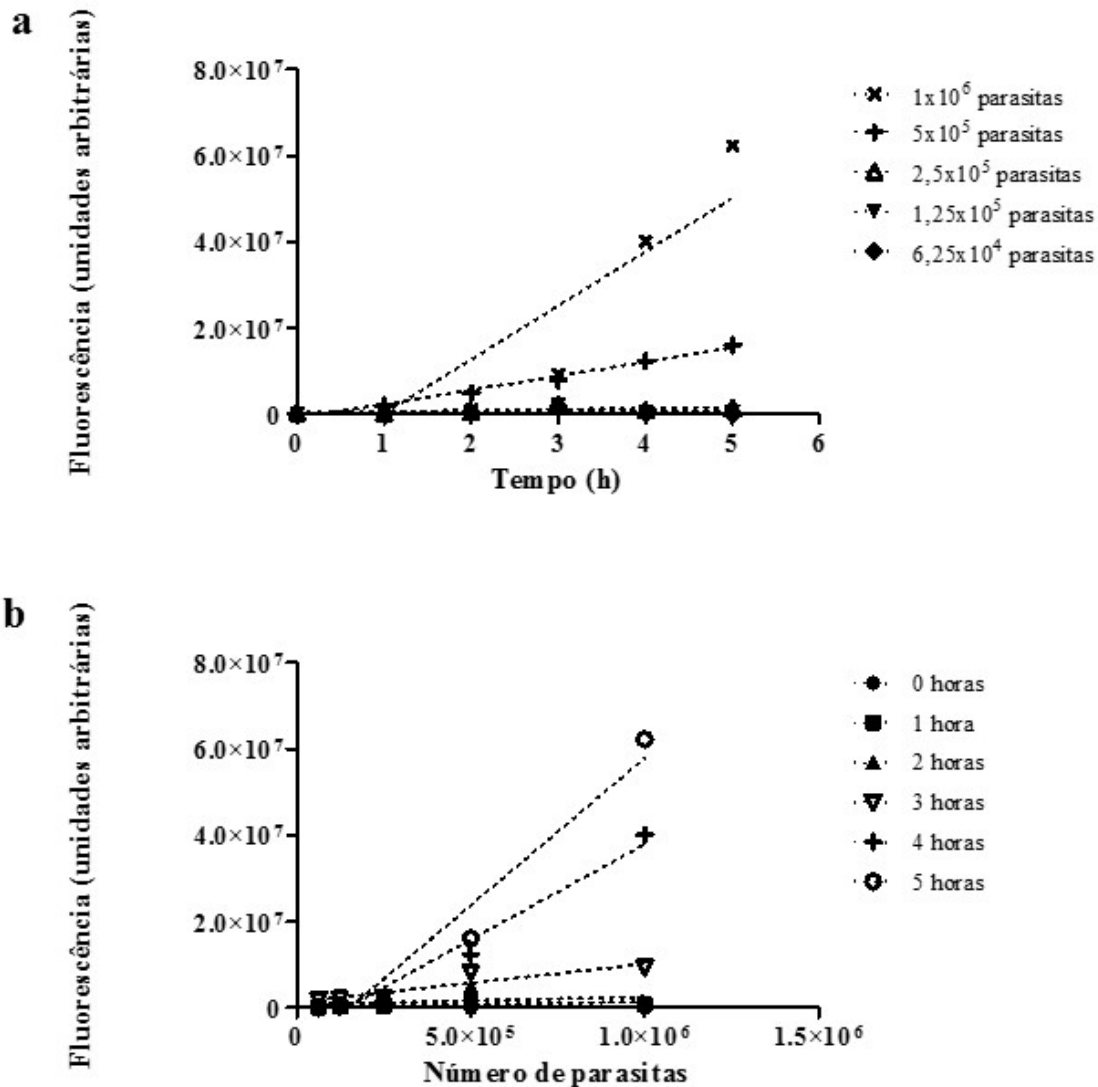 a
Fluorescência (unidades arbitrárias)
8.0×10⁷
6.0×10⁷
4.0×10⁷
2.0×10⁷
0
0 1 2 3 4 5 6
Tempo (h)
1x10⁶ parasitas
5x10⁵ parasitas
2,5x10⁵ parasitas
1,25x10⁵ parasitas
6,25x10⁴ parasitas
b
Fluorescência (unidades arbitrárias)
8.0×10⁷
6.0×10⁷
4.0×10⁷
2.0×10⁷
0
0 5.0×10⁵ 1.0×10⁶ 1.5×10⁶
Número de parasitas
0 horas
1 hora
2 horas
3 horas
4 horas
5 horas